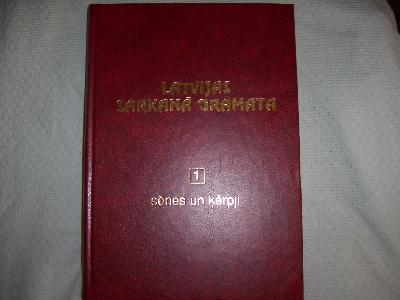 LATVIJAS
SARKANĀ GRĀMATA
1
sēnes un ķērpji